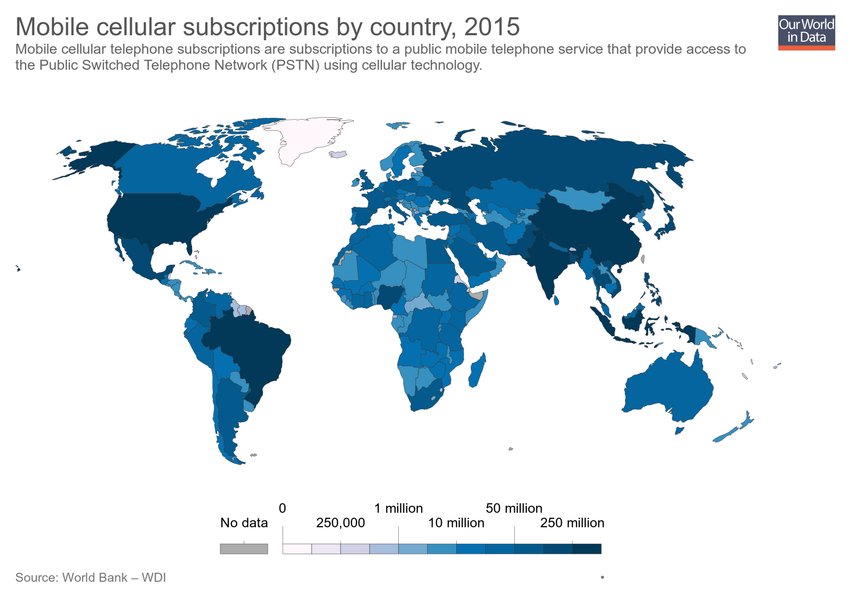 Mobile cellular subscriptions by country, 2015
Our World
in Data
Mobile cellular telephone subscriptions are subscriptions to a public mobile telephone service that provide access to
the Public Switched Telephone Network (PSTN) using cellular technology.
0
1 million
50 million
No data
250,000
10 million
250 million
Source: World Bank – WDI